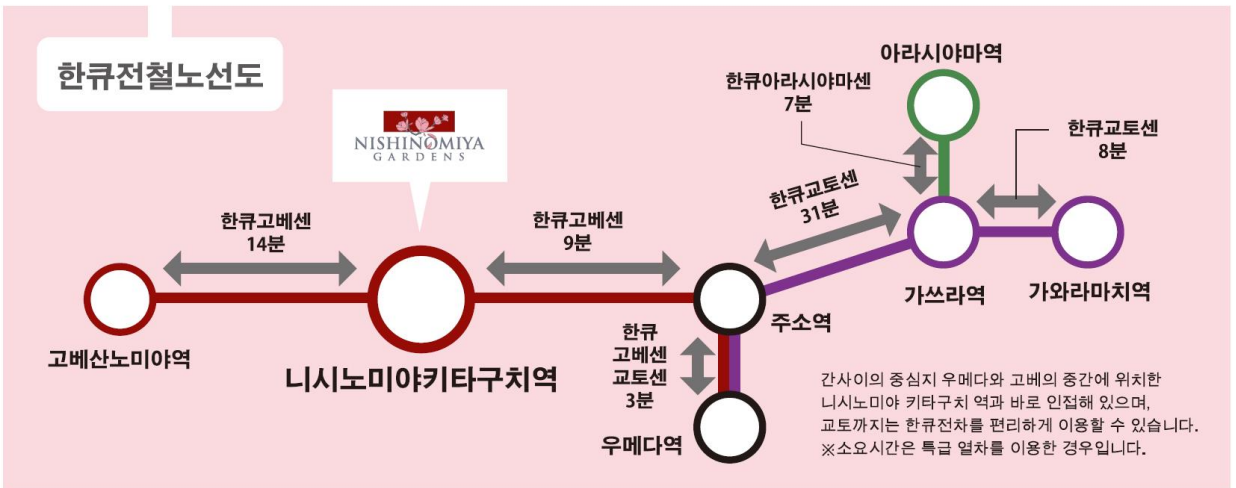 한큐전철노선도
NISHINOMIYA
GARDENS
아라시야마역
한큐아라시야마센
7분
한큐교토센
8분
한큐교토센
31분
한큐고베센
14분
한큐고베센
9분
가쓰라역
가와라마치역
주소역
고베산노미야역
니시노미야키타구치역
한큐
고베센
교토센
3분
우메다역
간사이의 중심지 우메다와 고베의 중간에 위치한
니시노미야 키타구치 역과 바로 인접해 있으며,
교토까지는 한큐전차를 편리하게 이용할 수 있습니다.
※소요시간은 특급 열차를 이용한 경우입니다.